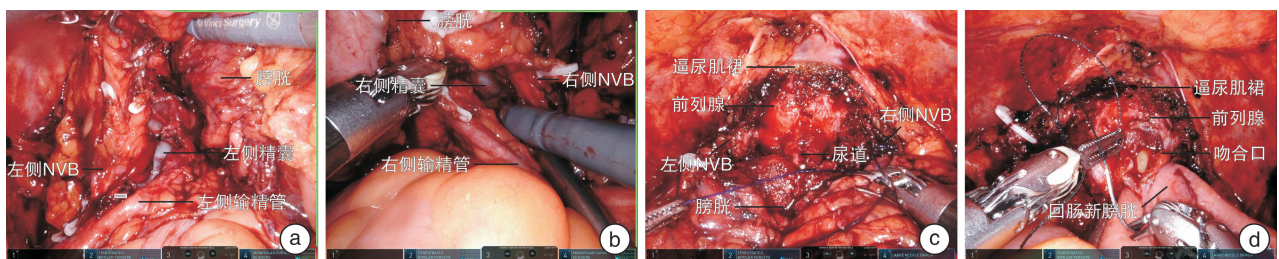 da Vinci Surgery
膀胱
左侧NVB
左侧精囊
左侧输精管
a
膀胱
右侧精囊
右侧NVB
右侧输精管
b
逼尿肌裙
前列腺
右侧NVB
左侧NVB
尿道
膀胱
c
逼尿肌裙
前列腺
吻合口
回肠新膀胱
d